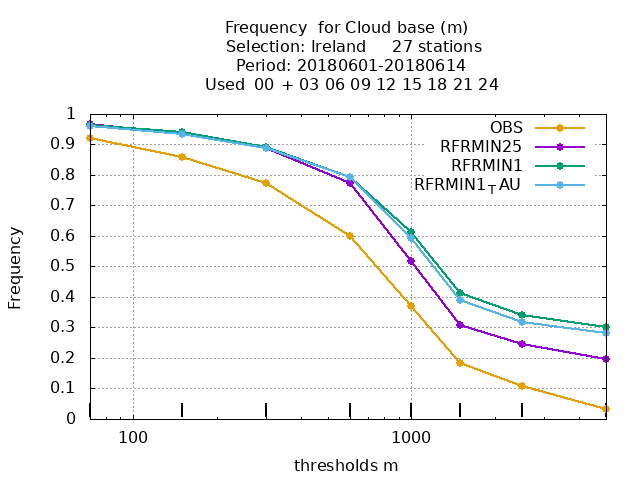 Frequency  for Cloud base (m)
Selection: Ireland     27 stations
Period: 20180601-20180614
Used  00  + 03 06 09 12 15 18 21 24
OBS
RFRMIN25
RFRMIN1
RFRMIN1_TAU
1
0.9
0.8
0.7
0.6
0.5
0.4
0.3
0.2
0.1
0
Frequency
100
1000
thresholds m